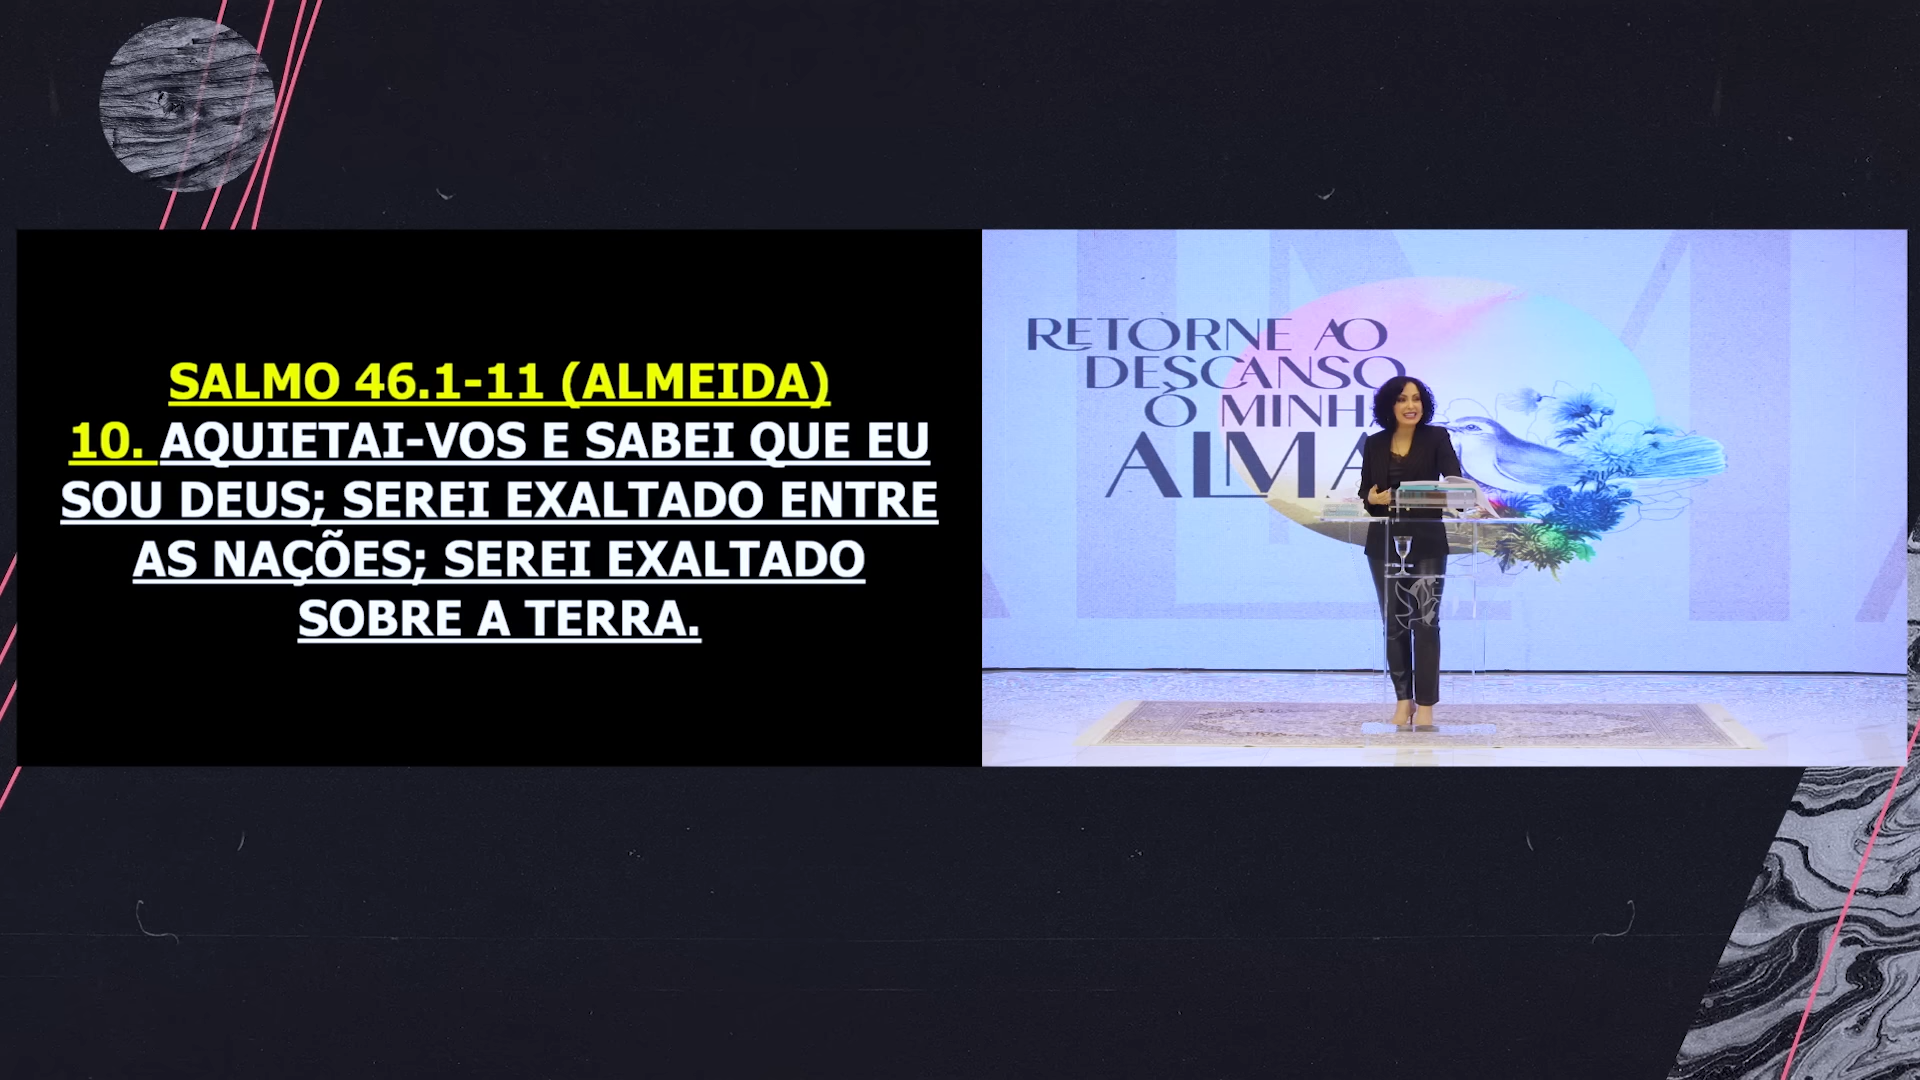 SALMO 46.1-11 (ALMEIDA)
10. AQUIETAI-VOS E SABEI QUE EU
SOU DEUS; SEREI EXALTADO ENTRE
AS NAÇÕES; SEREI EXALTADO
SOBRE A TERRA.
RETORNE AO
DESCANSO
Ó MINHA
ALMA